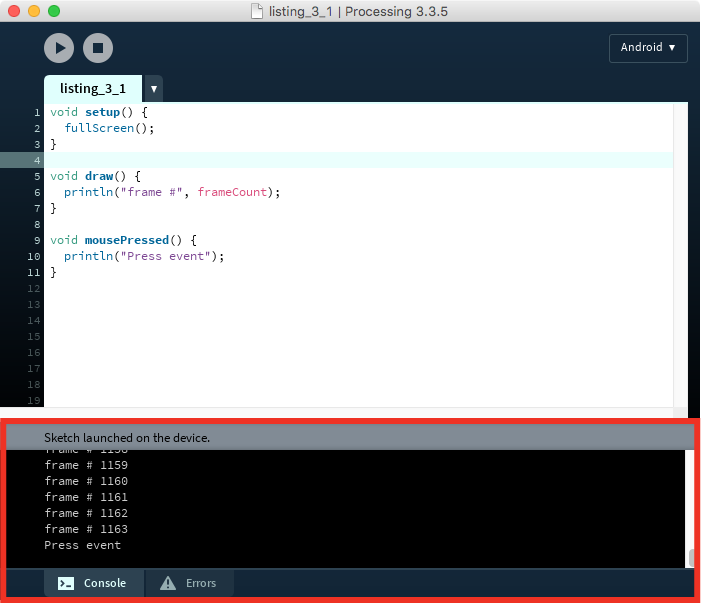 listing_3_1 | Processing 3.3.5
Android ▼
listing_3_1 ▼
1 void setup() {
2   fullScreen();
3 }
4
5 void draw() {
6   println("frame #", frameCount);
7 }
8
9 void mousePressed() {
10   println("Press event");
11 }
12
13
14
15
16
17
18
19
Sketch launched on the device.
frame # 1158
frame # 1159
frame # 1160
frame # 1161
frame # 1162
frame # 1163
Press event
Console Errors